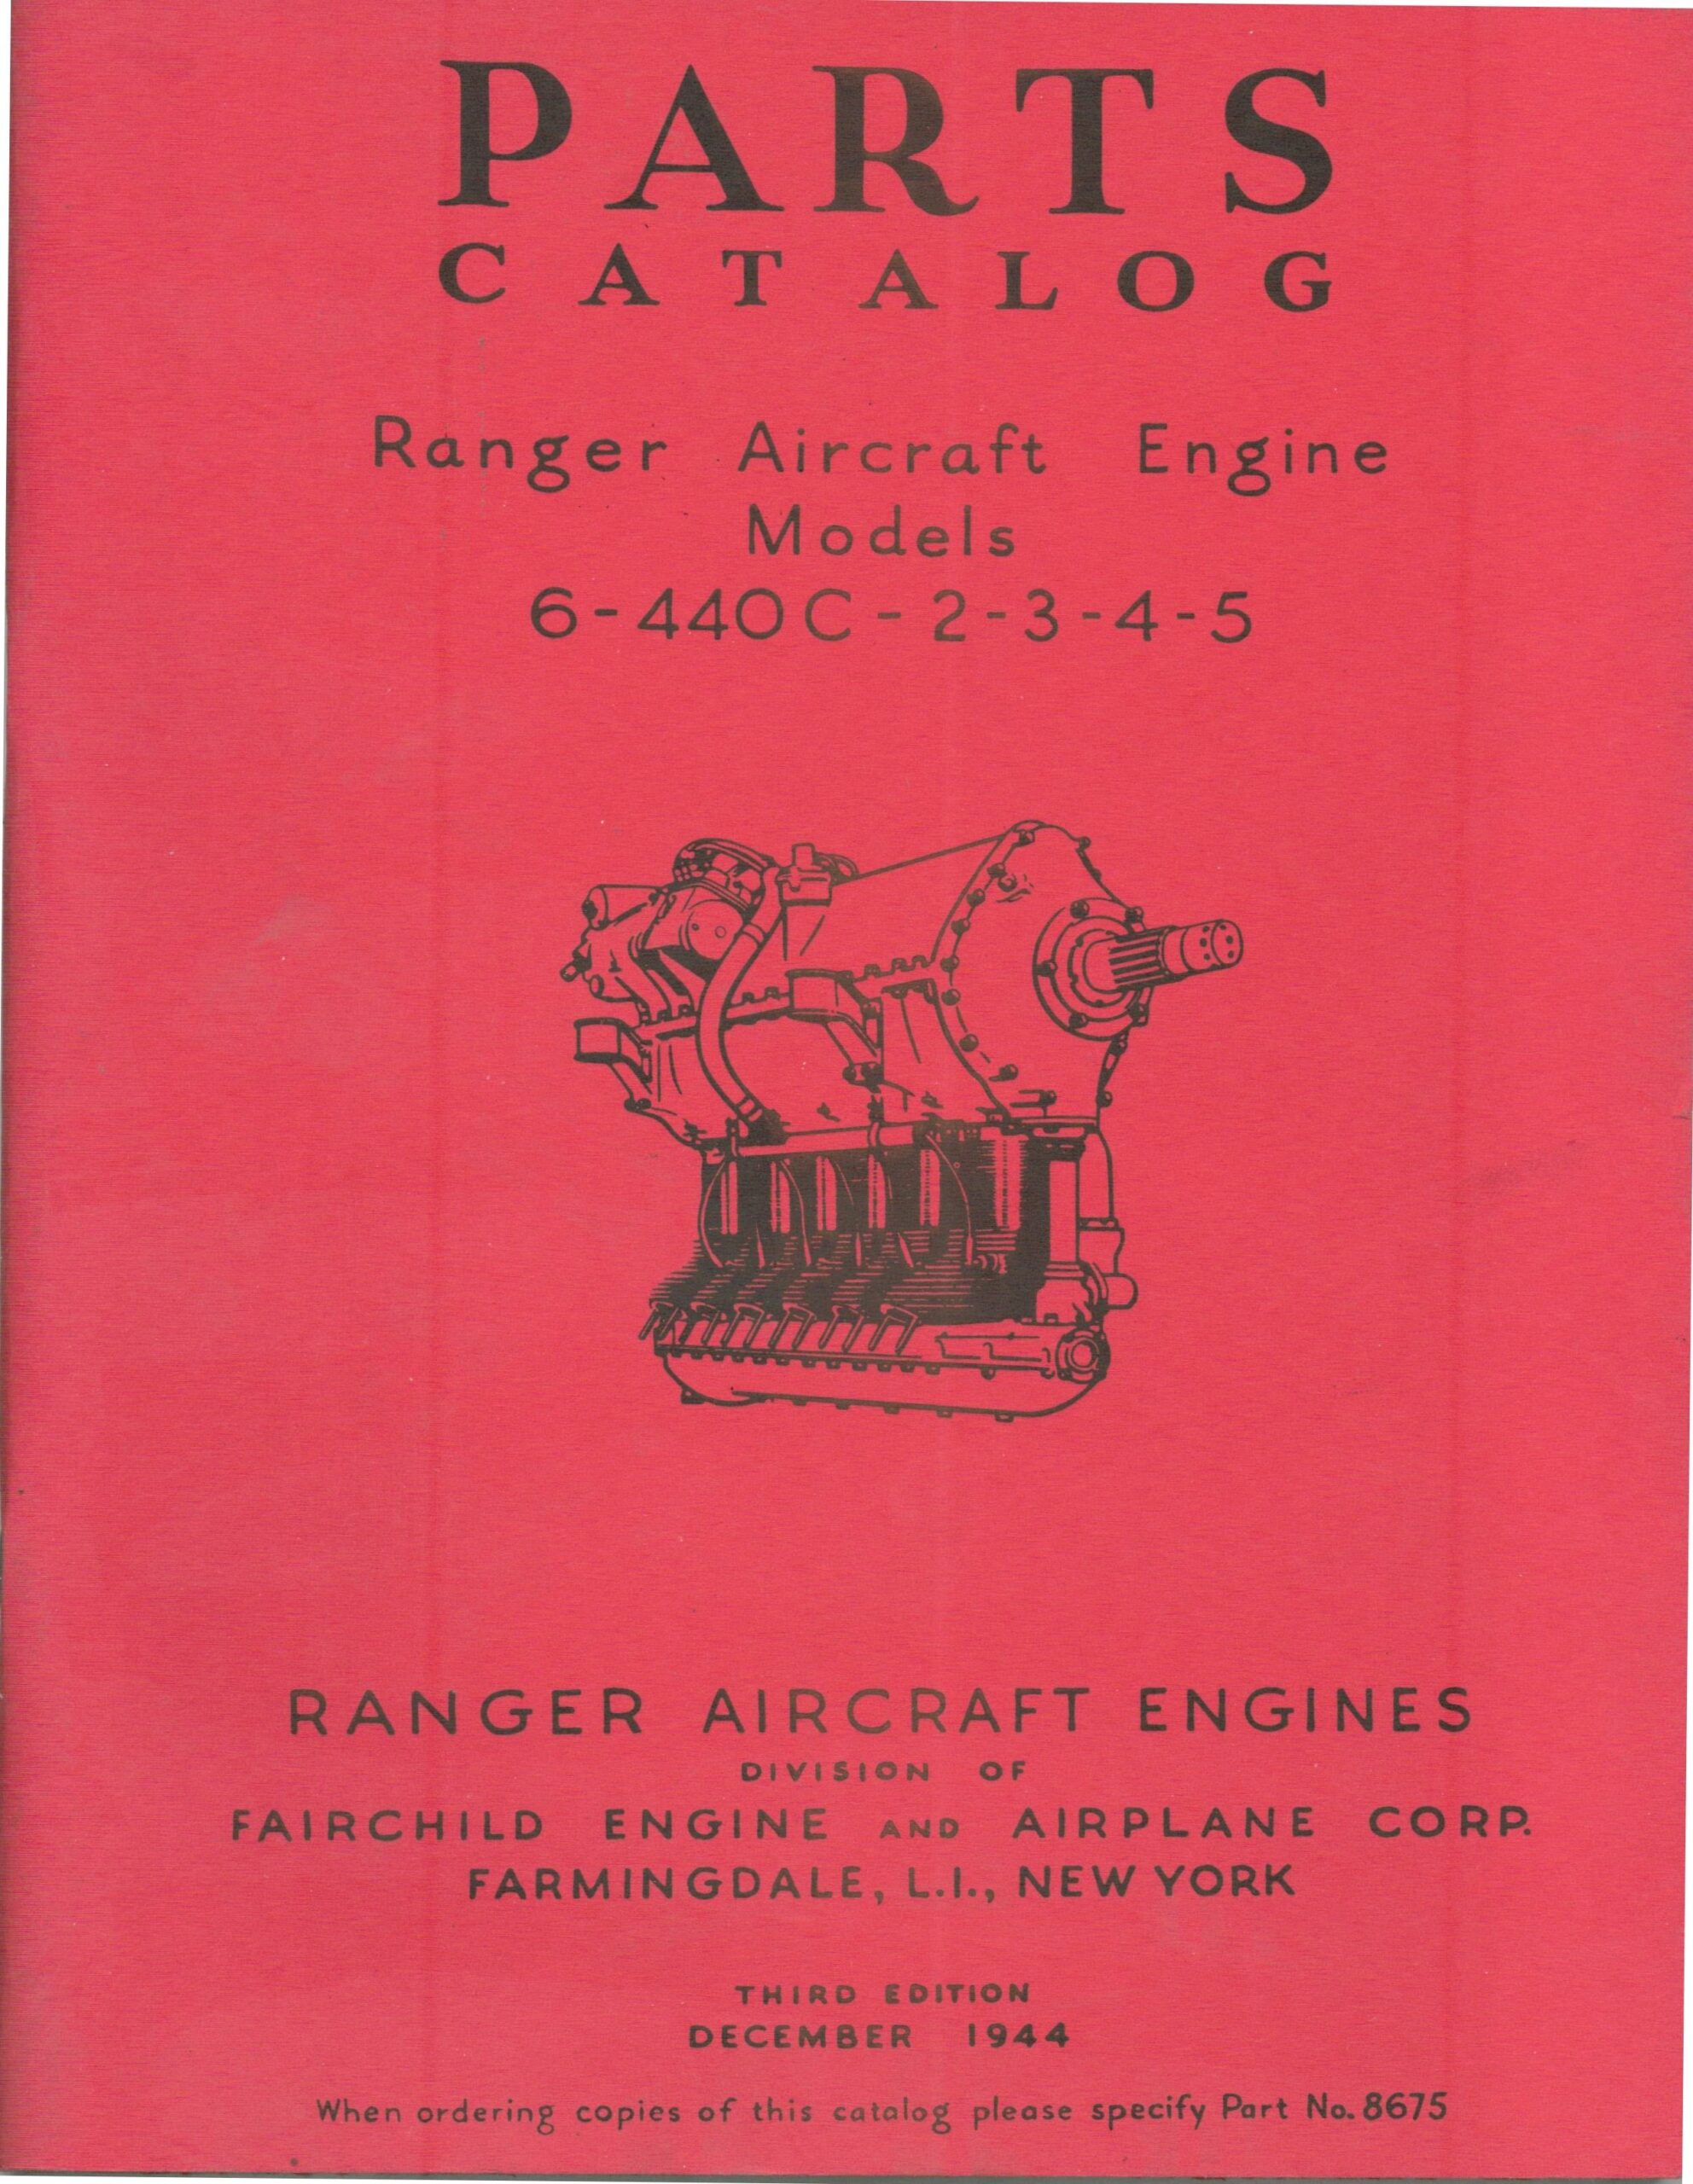 PARTS
CATALOG
Ranger Aircraft Engine
Models
6-440C-2-3-4-5
RANGER AIRCRAFT ENGINES
DIVISION OF
FAIRCHILD ENGINE AND AIRPLANE CORP.
FARMINGDALE, L.I., NEW YORK
THIRD EDITION
DECEMBER 1944
When ordering copies of this catalog please specify Part No. 8675